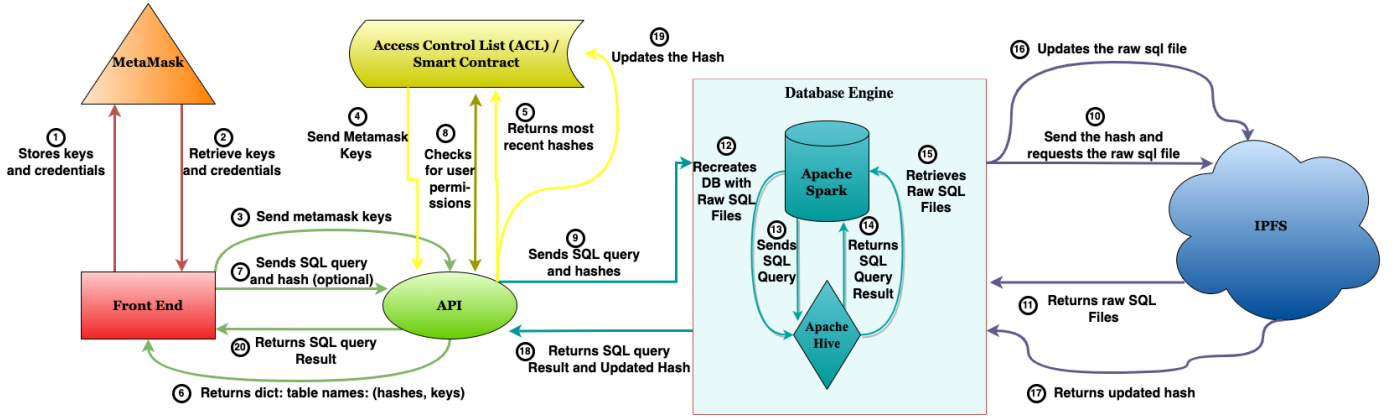 MetaMask
1
Stores keys
and credentials
2
Retrieve keys
and credentials
3 Send metamask keys
7 Sends SQL query
and hash (optional)
Front End
20 Returns SQL query
Result
6 Returns dict: table names: (hashes, keys)
Access Control List (ACL) /
Smart Contract
4
Send Metamask
Keys
8
Checks
for user
permi-
ssions
5
Returns most
recent hashes
19
Updates the Hash
API
9
Sends SQL query
and hashes
18 Returns SQL query
Result and Updated Hash
Database Engine
12
Recreates
DB with
Raw SQL
Files
Apache
Spark
15
Retrieves
Raw SQL
Files
13
Sends
SQL
Query
14
Returns
SQL
Query
Result
Apache
Hive
16 Updates the raw sql file
10
Send the hash and
requests the raw sql file
IPFS
11 Returns raw SQL
Files
17 Returns updated hash